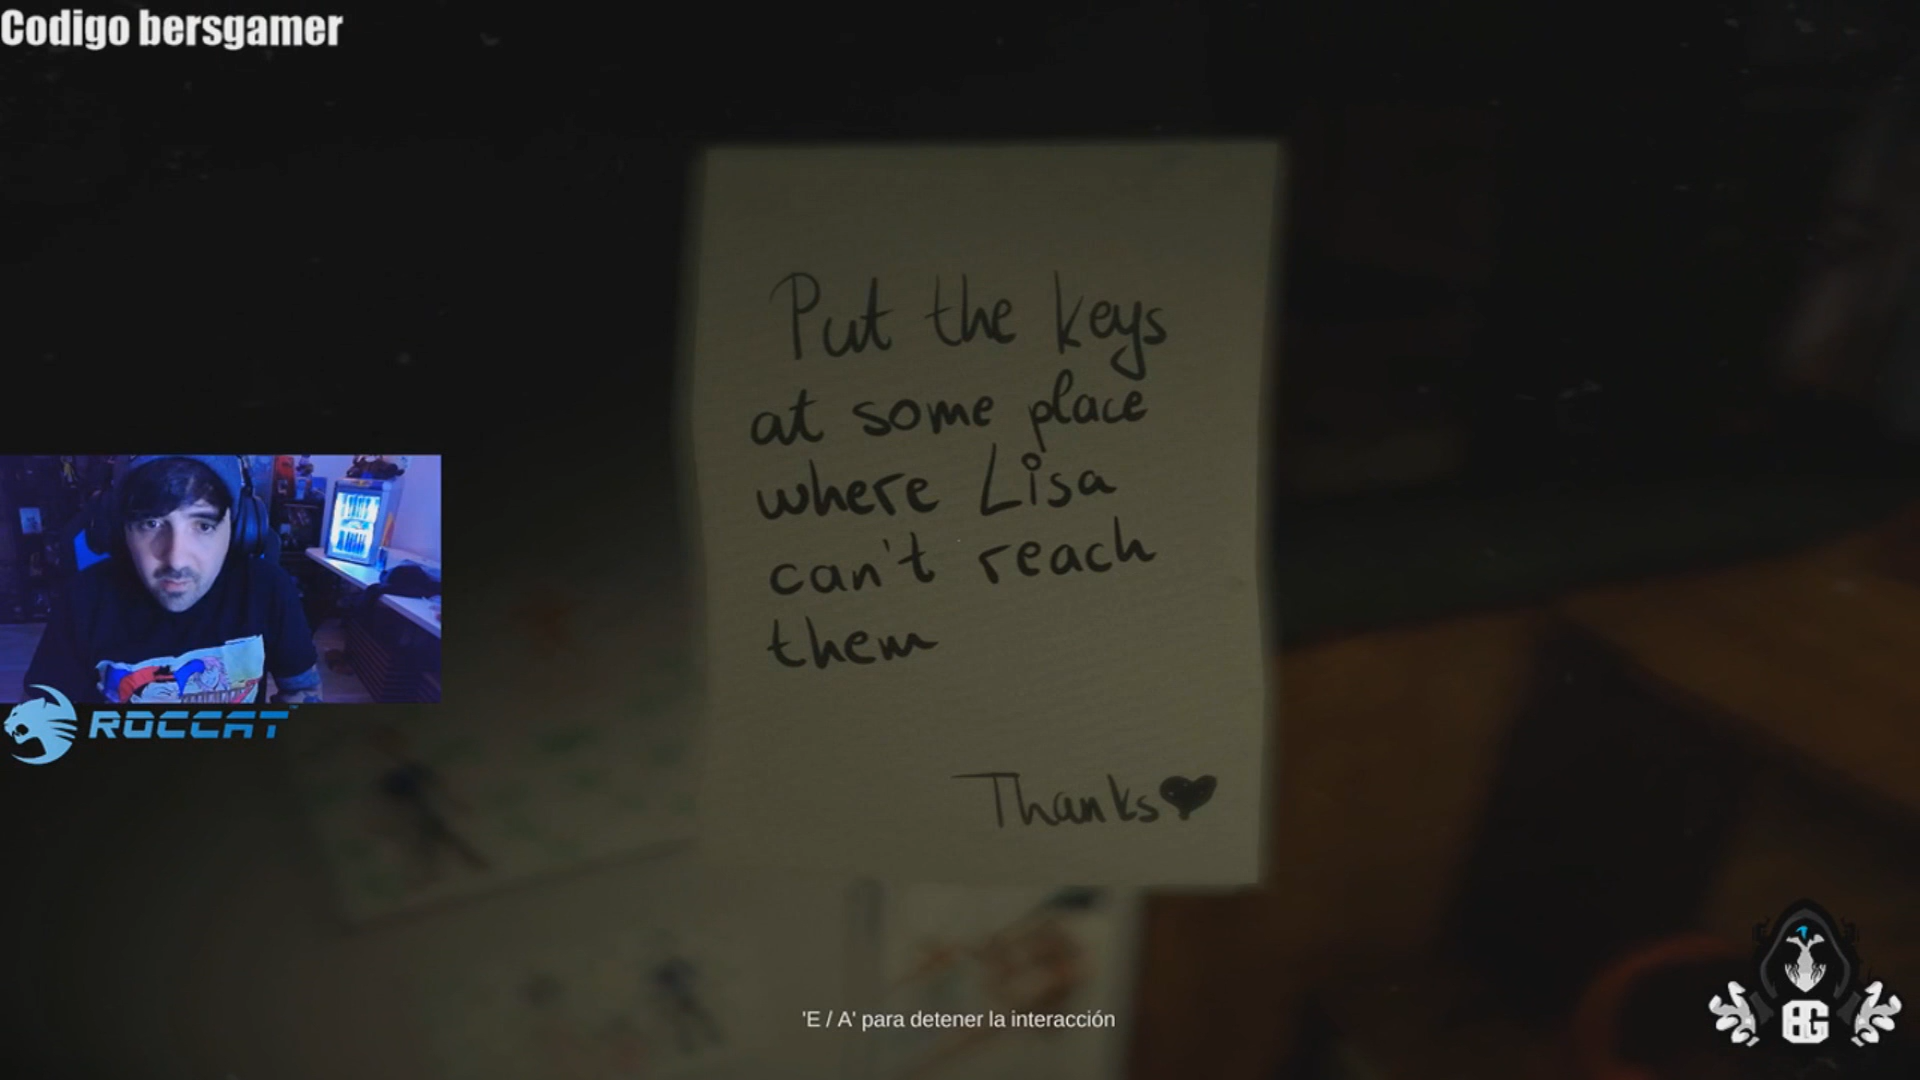 Codigo bersgamer
Put the keys
at some place
where Lisa
can't reach
them
Thanks♥
ROCCAT™
'E / A' para detener la interacción
BG